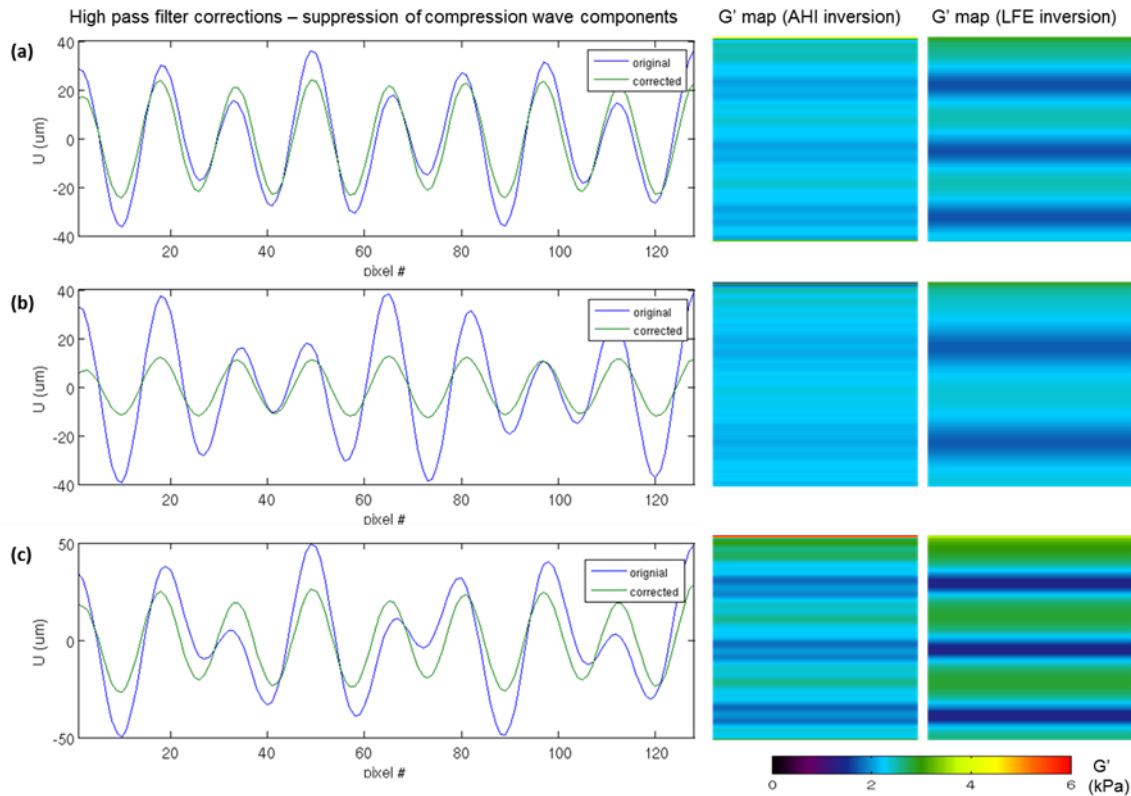 High pass filter corrections – suppression of compression wave components
G' map (AHI inversion)
G' map (LFE inversion)
(a)
40
20
0
-20
-40
U (um)
original
corrected
20
40
60
80
100
120
pixel #
(b)
40
20
0
-20
-40
U (um)
original
corrected
20
40
60
80
100
120
pixel #
(c)
50
0
-50
U (um)
orignial
corrected
20
40
60
80
100
120
pixel #
0
2
4
6
G'
(kPa)